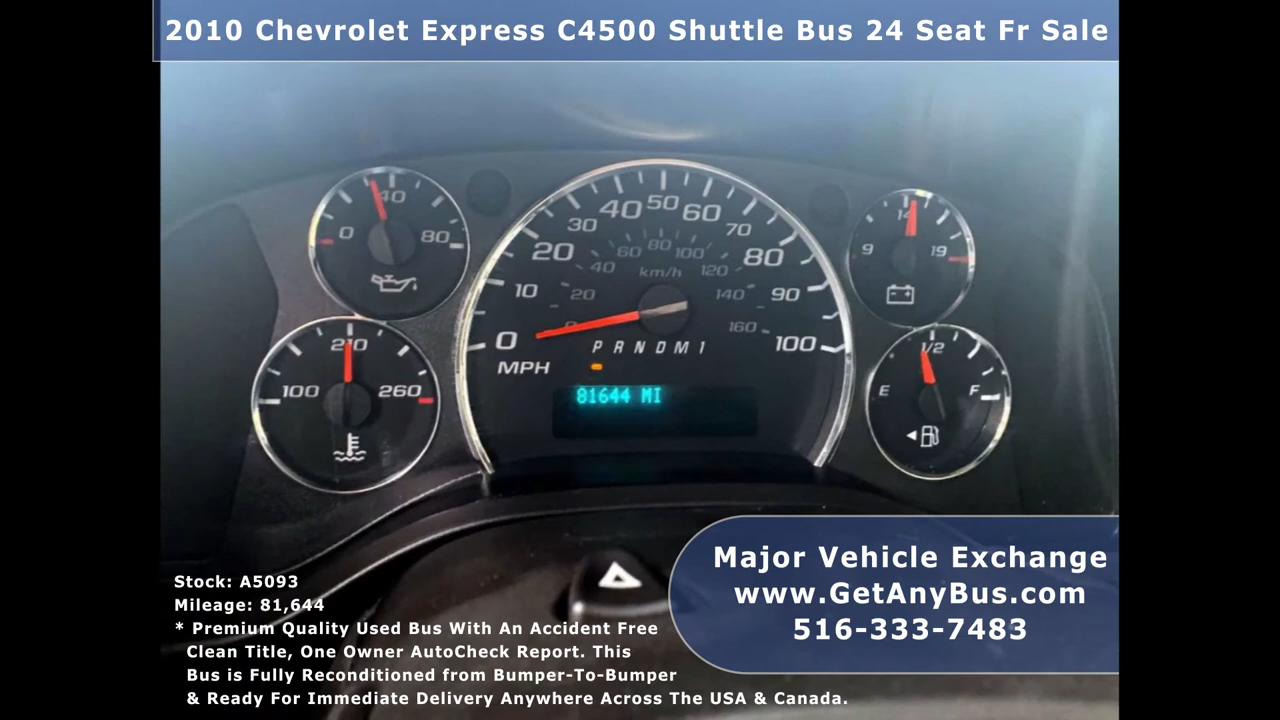 2010 Chevrolet Express C4500 Shuttle Bus 24 Seat Fr Sale
0 40 80
100 210 260
0 10 20 30 40 50 60 70 80 90 100
MPH
0 20 40 60 80 100 120 140 160
km/h
P R N D M 1
81644 MI
9 14 19
E 1/2 F
Major Vehicle Exchange
www.GetAnyBus.com
516-333-7483
Stock: A5093
Mileage: 81,644
* Premium Quality Used Bus With An Accident Free
Clean Title, One Owner AutoCheck Report. This
Bus is Fully Reconditioned from Bumper-To-Bumper
& Ready For Immediate Delivery Anywhere Across The USA & Canada.